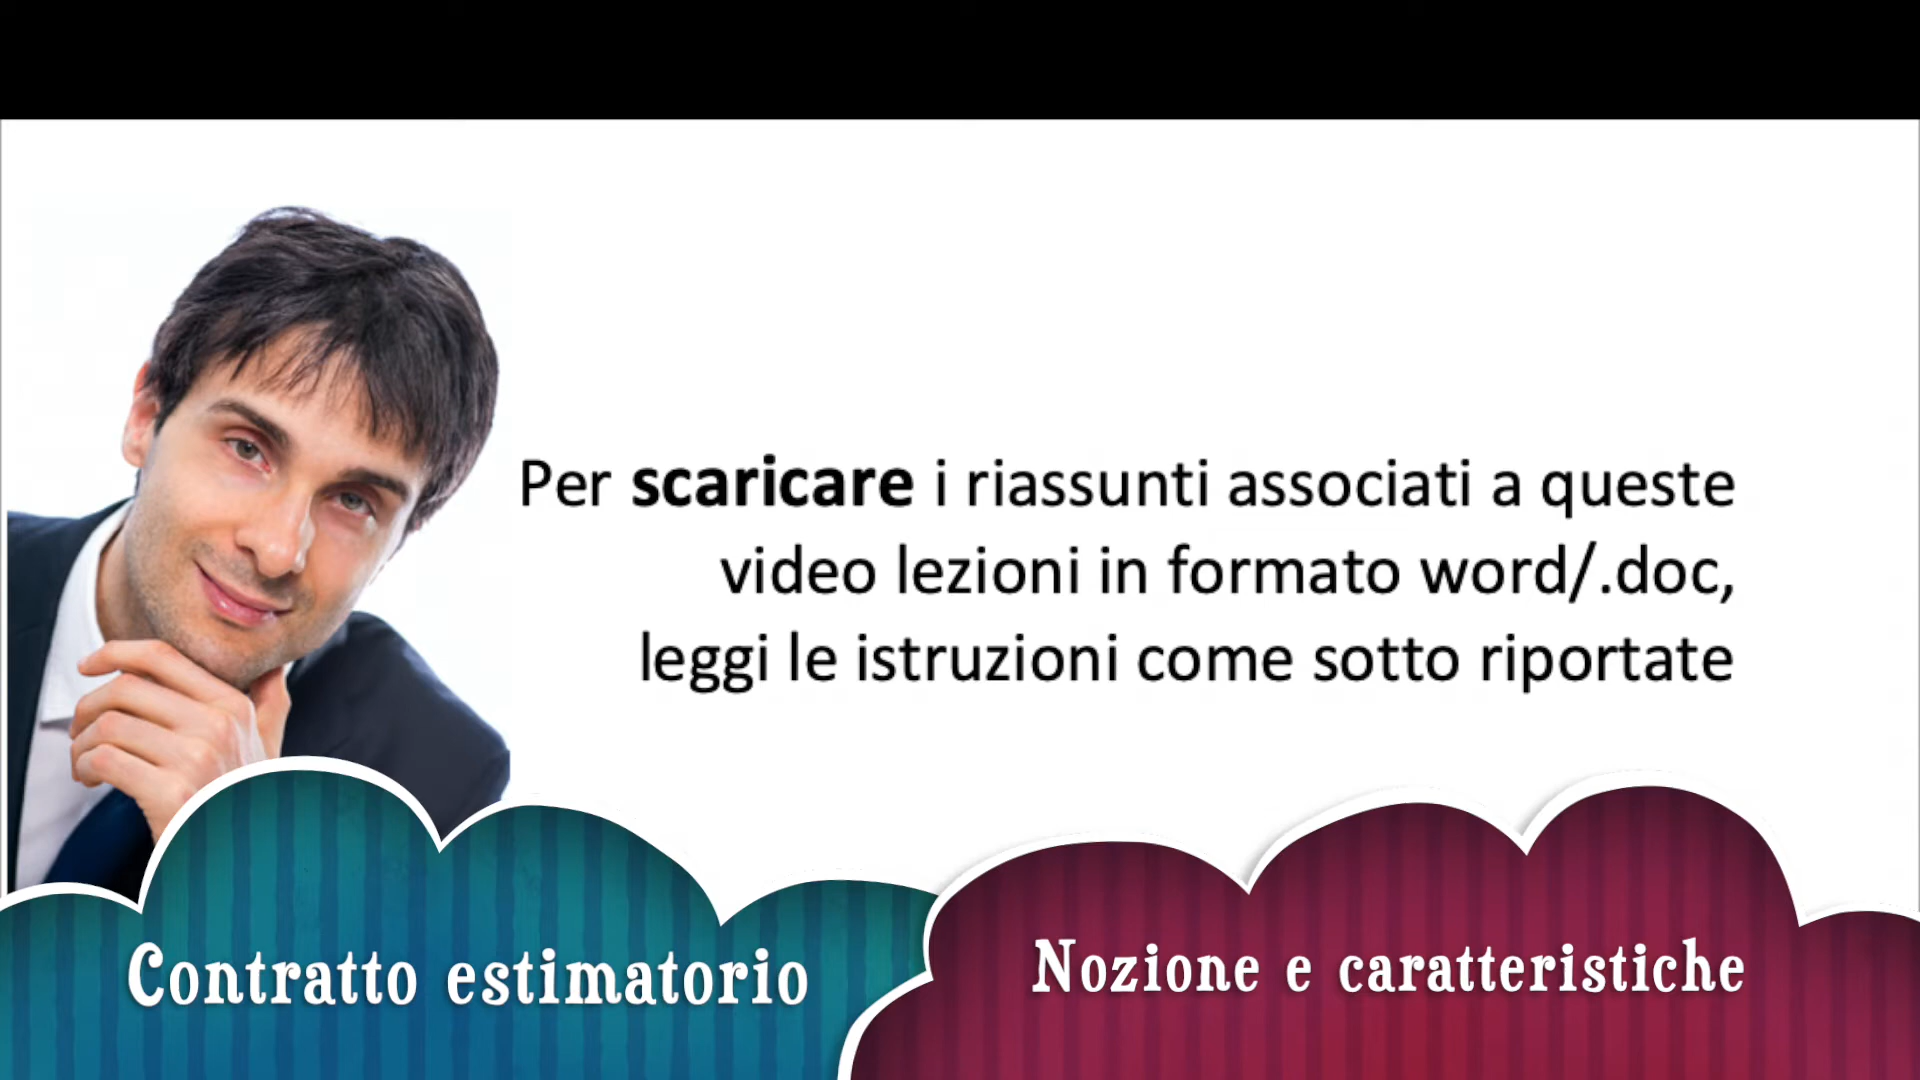 Per scaricare i riassunti associati a queste
video lezioni in formato word/.doc,
leggi le istruzioni come sotto riportate
Contratto estimatorio
Nozione e caratteristiche